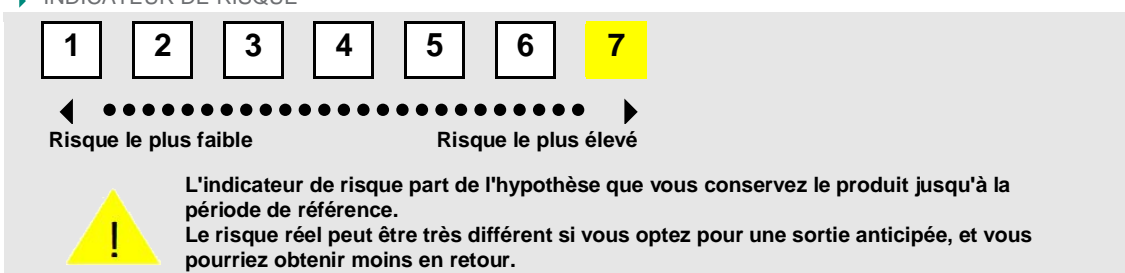 INDICATEUR DE RISQUE
1 2 3 4 5 6 7
Risque le plus faible Risque le plus élevé
L'indicateur de risque part de l'hypothèse que vous conservez le produit jusqu'à la
période de référence.
!
Le risque réel peut être très différent si vous optez pour une sortie anticipée, et vous
pourriez obtenir moins en retour.